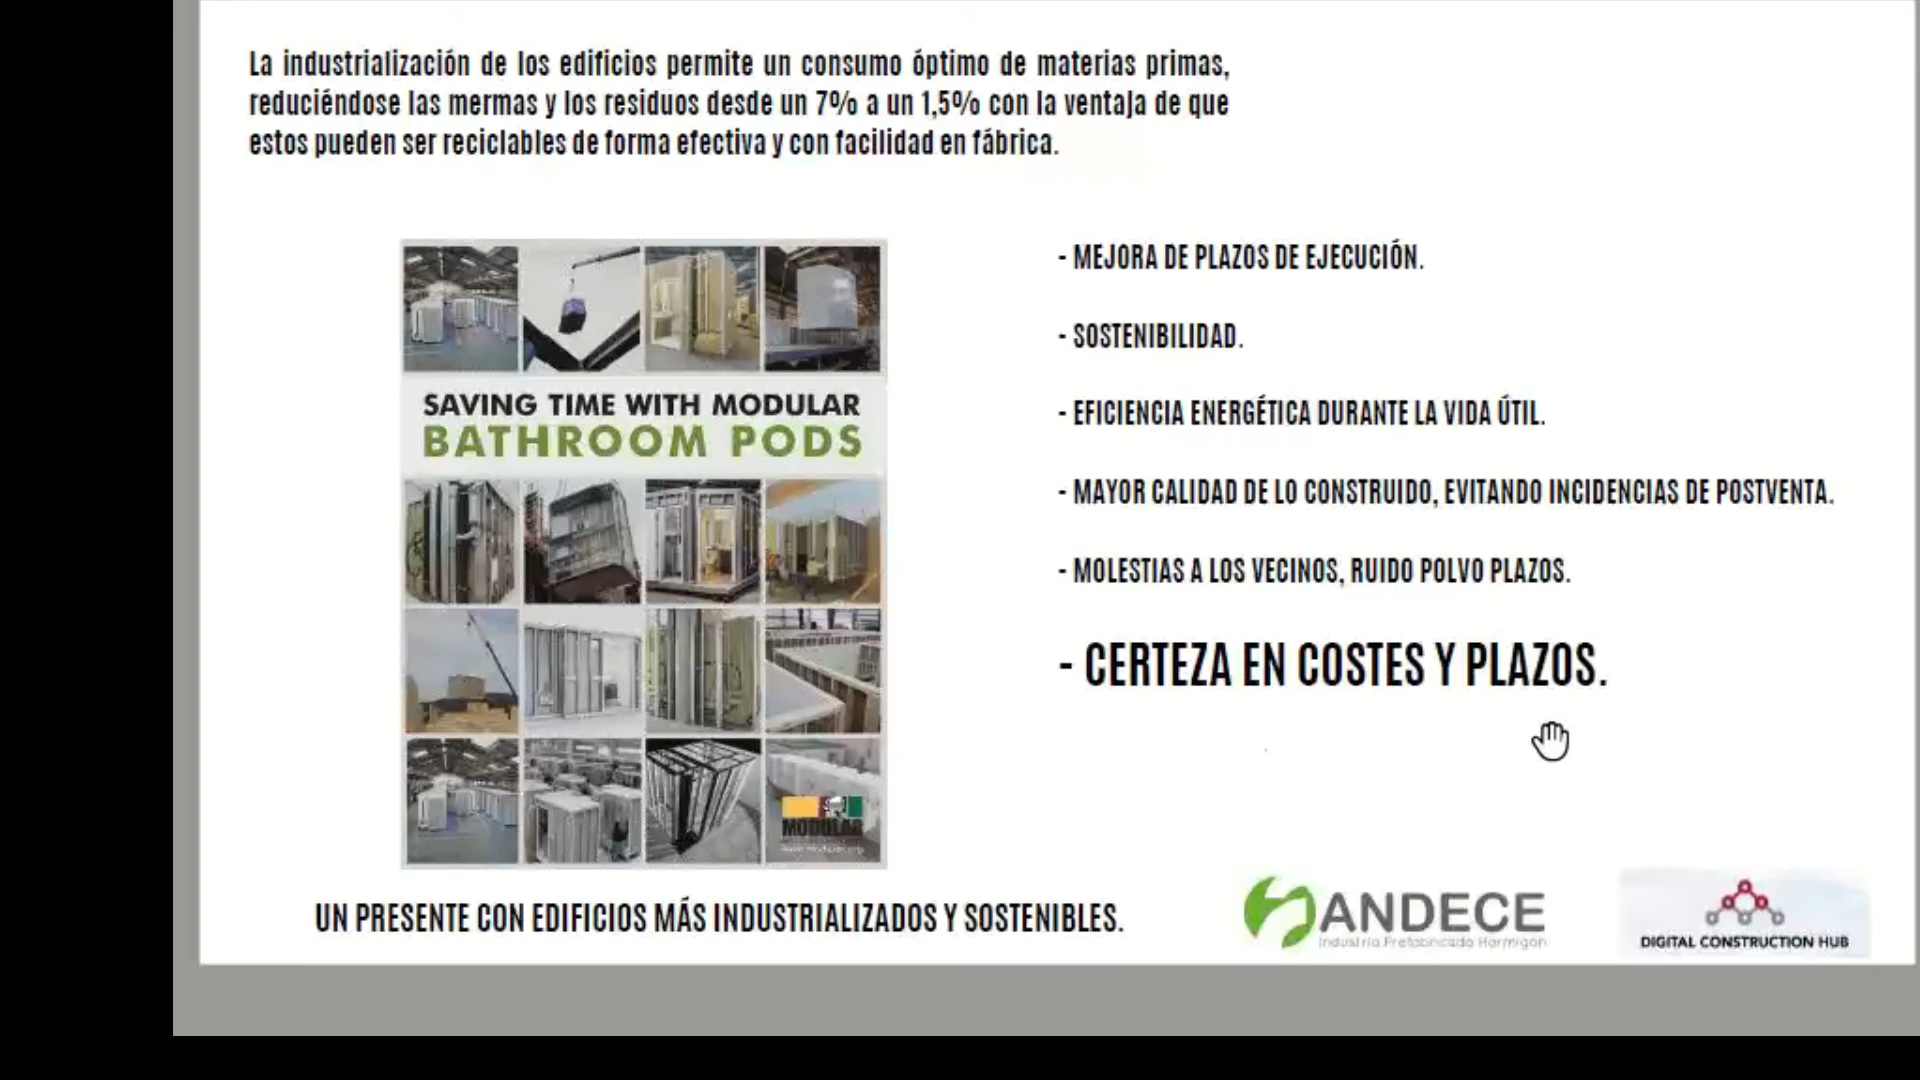 La industrialización de los edificios permite un consumo óptimo de materias primas,
reduciéndose las mermas y los residuos desde un 7% a un 1,5% con la ventaja de que
estos pueden ser reciclables de forma efectiva y con facilidad en fábrica.
SAVING TIME WITH MODULAR
BATHROOM PODS
MODULAR
www.modular.org
- MEJORA DE PLAZOS DE EJECUCIÓN.
- SOSTENIBILIDAD.
- EFICIENCIA ENERGÉTICA DURANTE LA VIDA ÚTIL.
- MAYOR CALIDAD DE LO CONSTRUIDO, EVITANDO INCIDENCIAS DE POSTVENTA.
- MOLESTIAS A LOS VECINOS, RUIDO POLVO PLAZOS.
- CERTEZA EN COSTES Y PLAZOS.
UN PRESENTE CON EDIFICIOS MÁS INDUSTRIALIZADOS Y SOSTENIBLES.
ANDECE
Industria Prefabricado Hormigón
DIGITAL CONSTRUCTION HUB